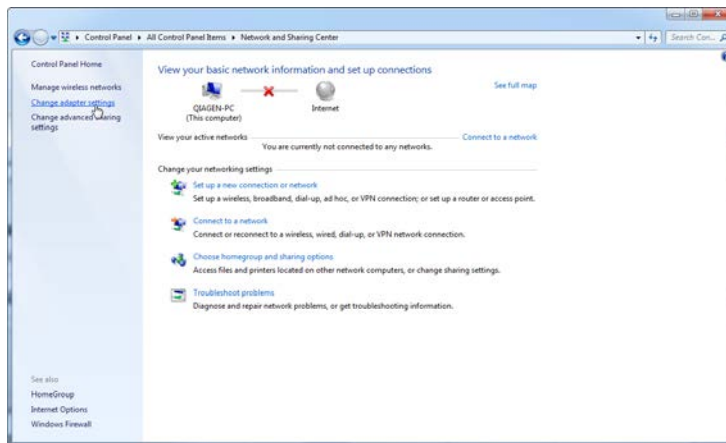 Control Panel ▸ All Control Panel Items ▸ Network and Sharing Center
Search Con...
Control Panel Home
Manage wireless networks
Change adapter settings
Change advanced sharing
settings
See also
HomeGroup
Internet Options
Windows Firewall
View your basic network information and set up connections
See full map
QIAGEN-PC
(This computer)
Internet
View your active networks
Connect to a network
You are currently not connected to any networks.
Change your networking settings
Set up a new connection or network
Set up a wireless, broadband, dial-up, ad hoc, or VPN connection; or set up a router or access point.
Connect to a network
Connect or reconnect to a wireless, wired, dial-up, or VPN network connection.
Choose homegroup and sharing options
Access files and printers located on other network computers, or change sharing settings.
Troubleshoot problems
Diagnose and repair network problems, or get troubleshooting information.